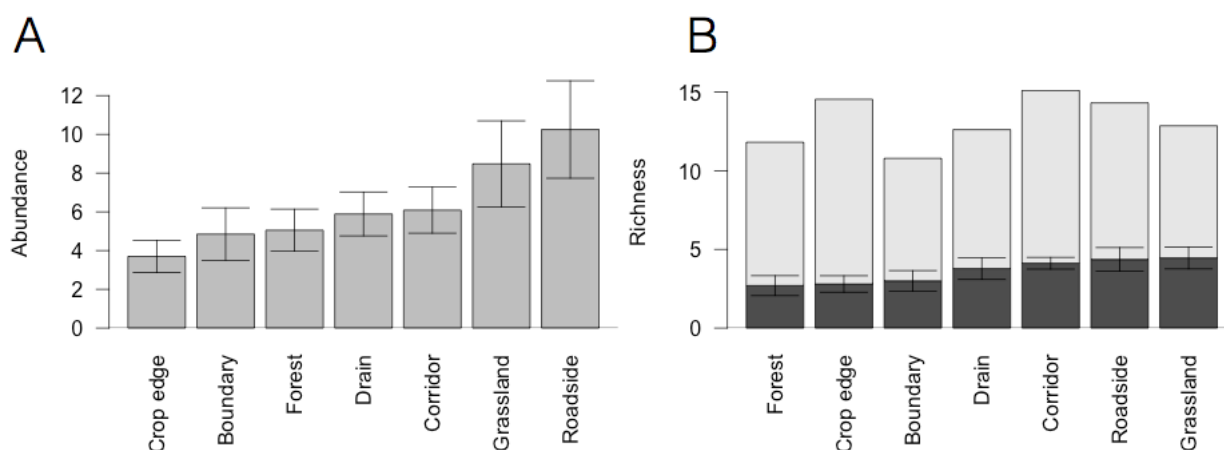 A
Abundance
12
10
8
6
4
2
0
Crop edge
Boundary
Forest
Drain
Corridor
Grassland
Roadside
B
Richness
15
10
5
0
Forest
Crop edge
Boundary
Drain
Corridor
Roadside
Grassland